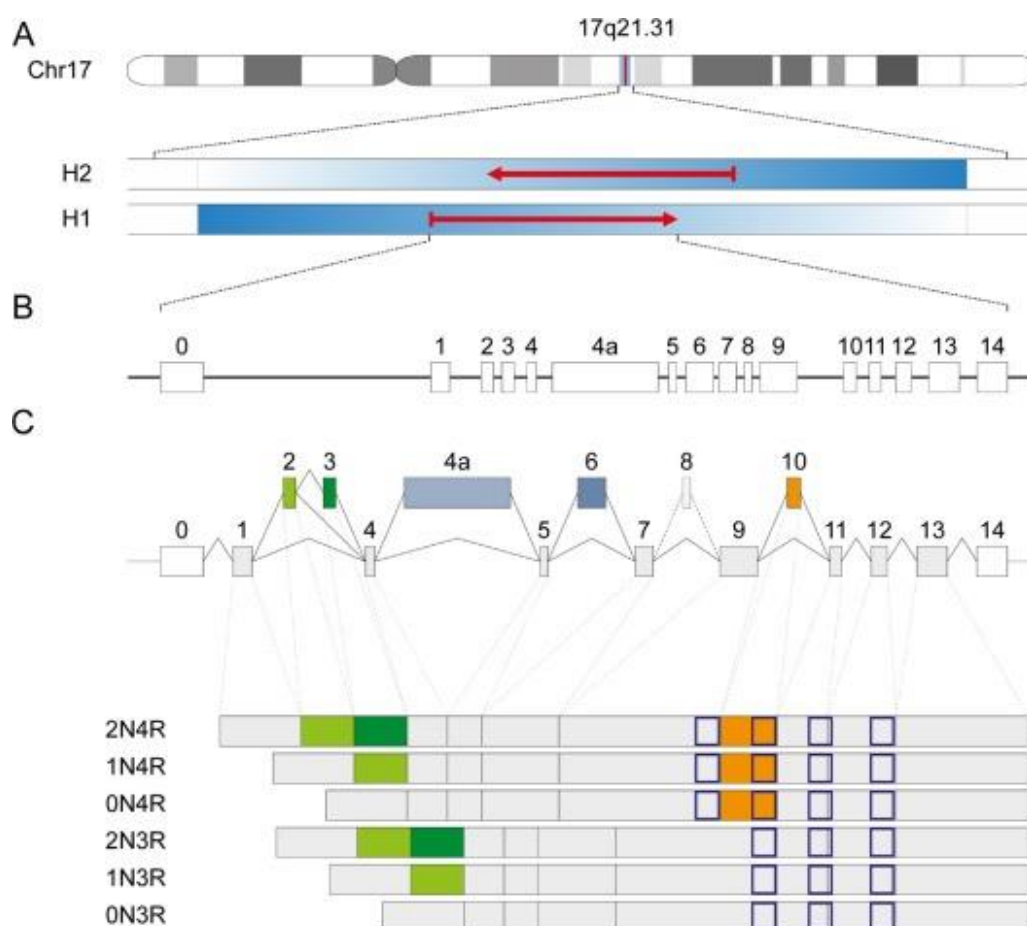 A
17q21.31
Chr17
H2
H1
B
0 1 2 3 4 4a 5 6 7 8 9 10 11 12 13 14
C
2 3 4a 6 8 10
0 1 4 5 7 9 11 12 13 14
2N4R
1N4R
0N4R
2N3R
1N3R
0N3R